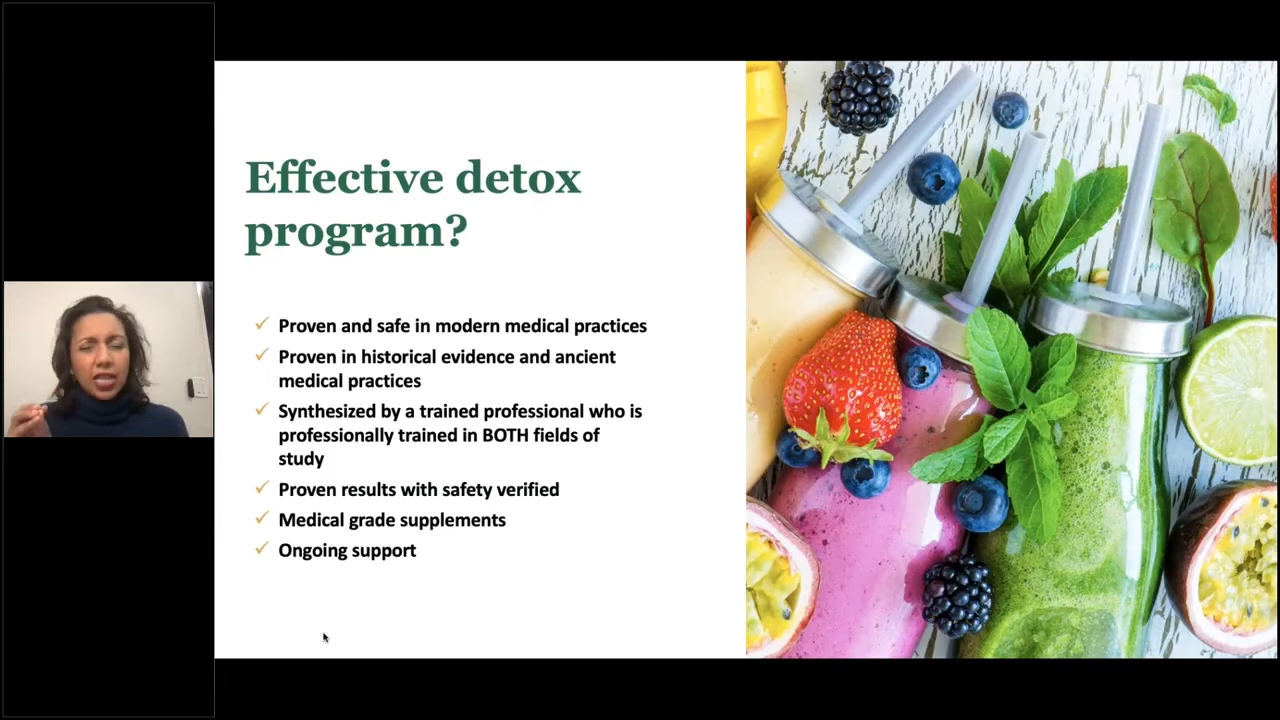 Effective detox
program?
Proven and safe in modern medical practices
Proven in historical evidence and ancient
medical practices
Synthesized by a trained professional who is
professionally trained in BOTH fields of
study
Proven results with safety verified
Medical grade supplements
Ongoing support